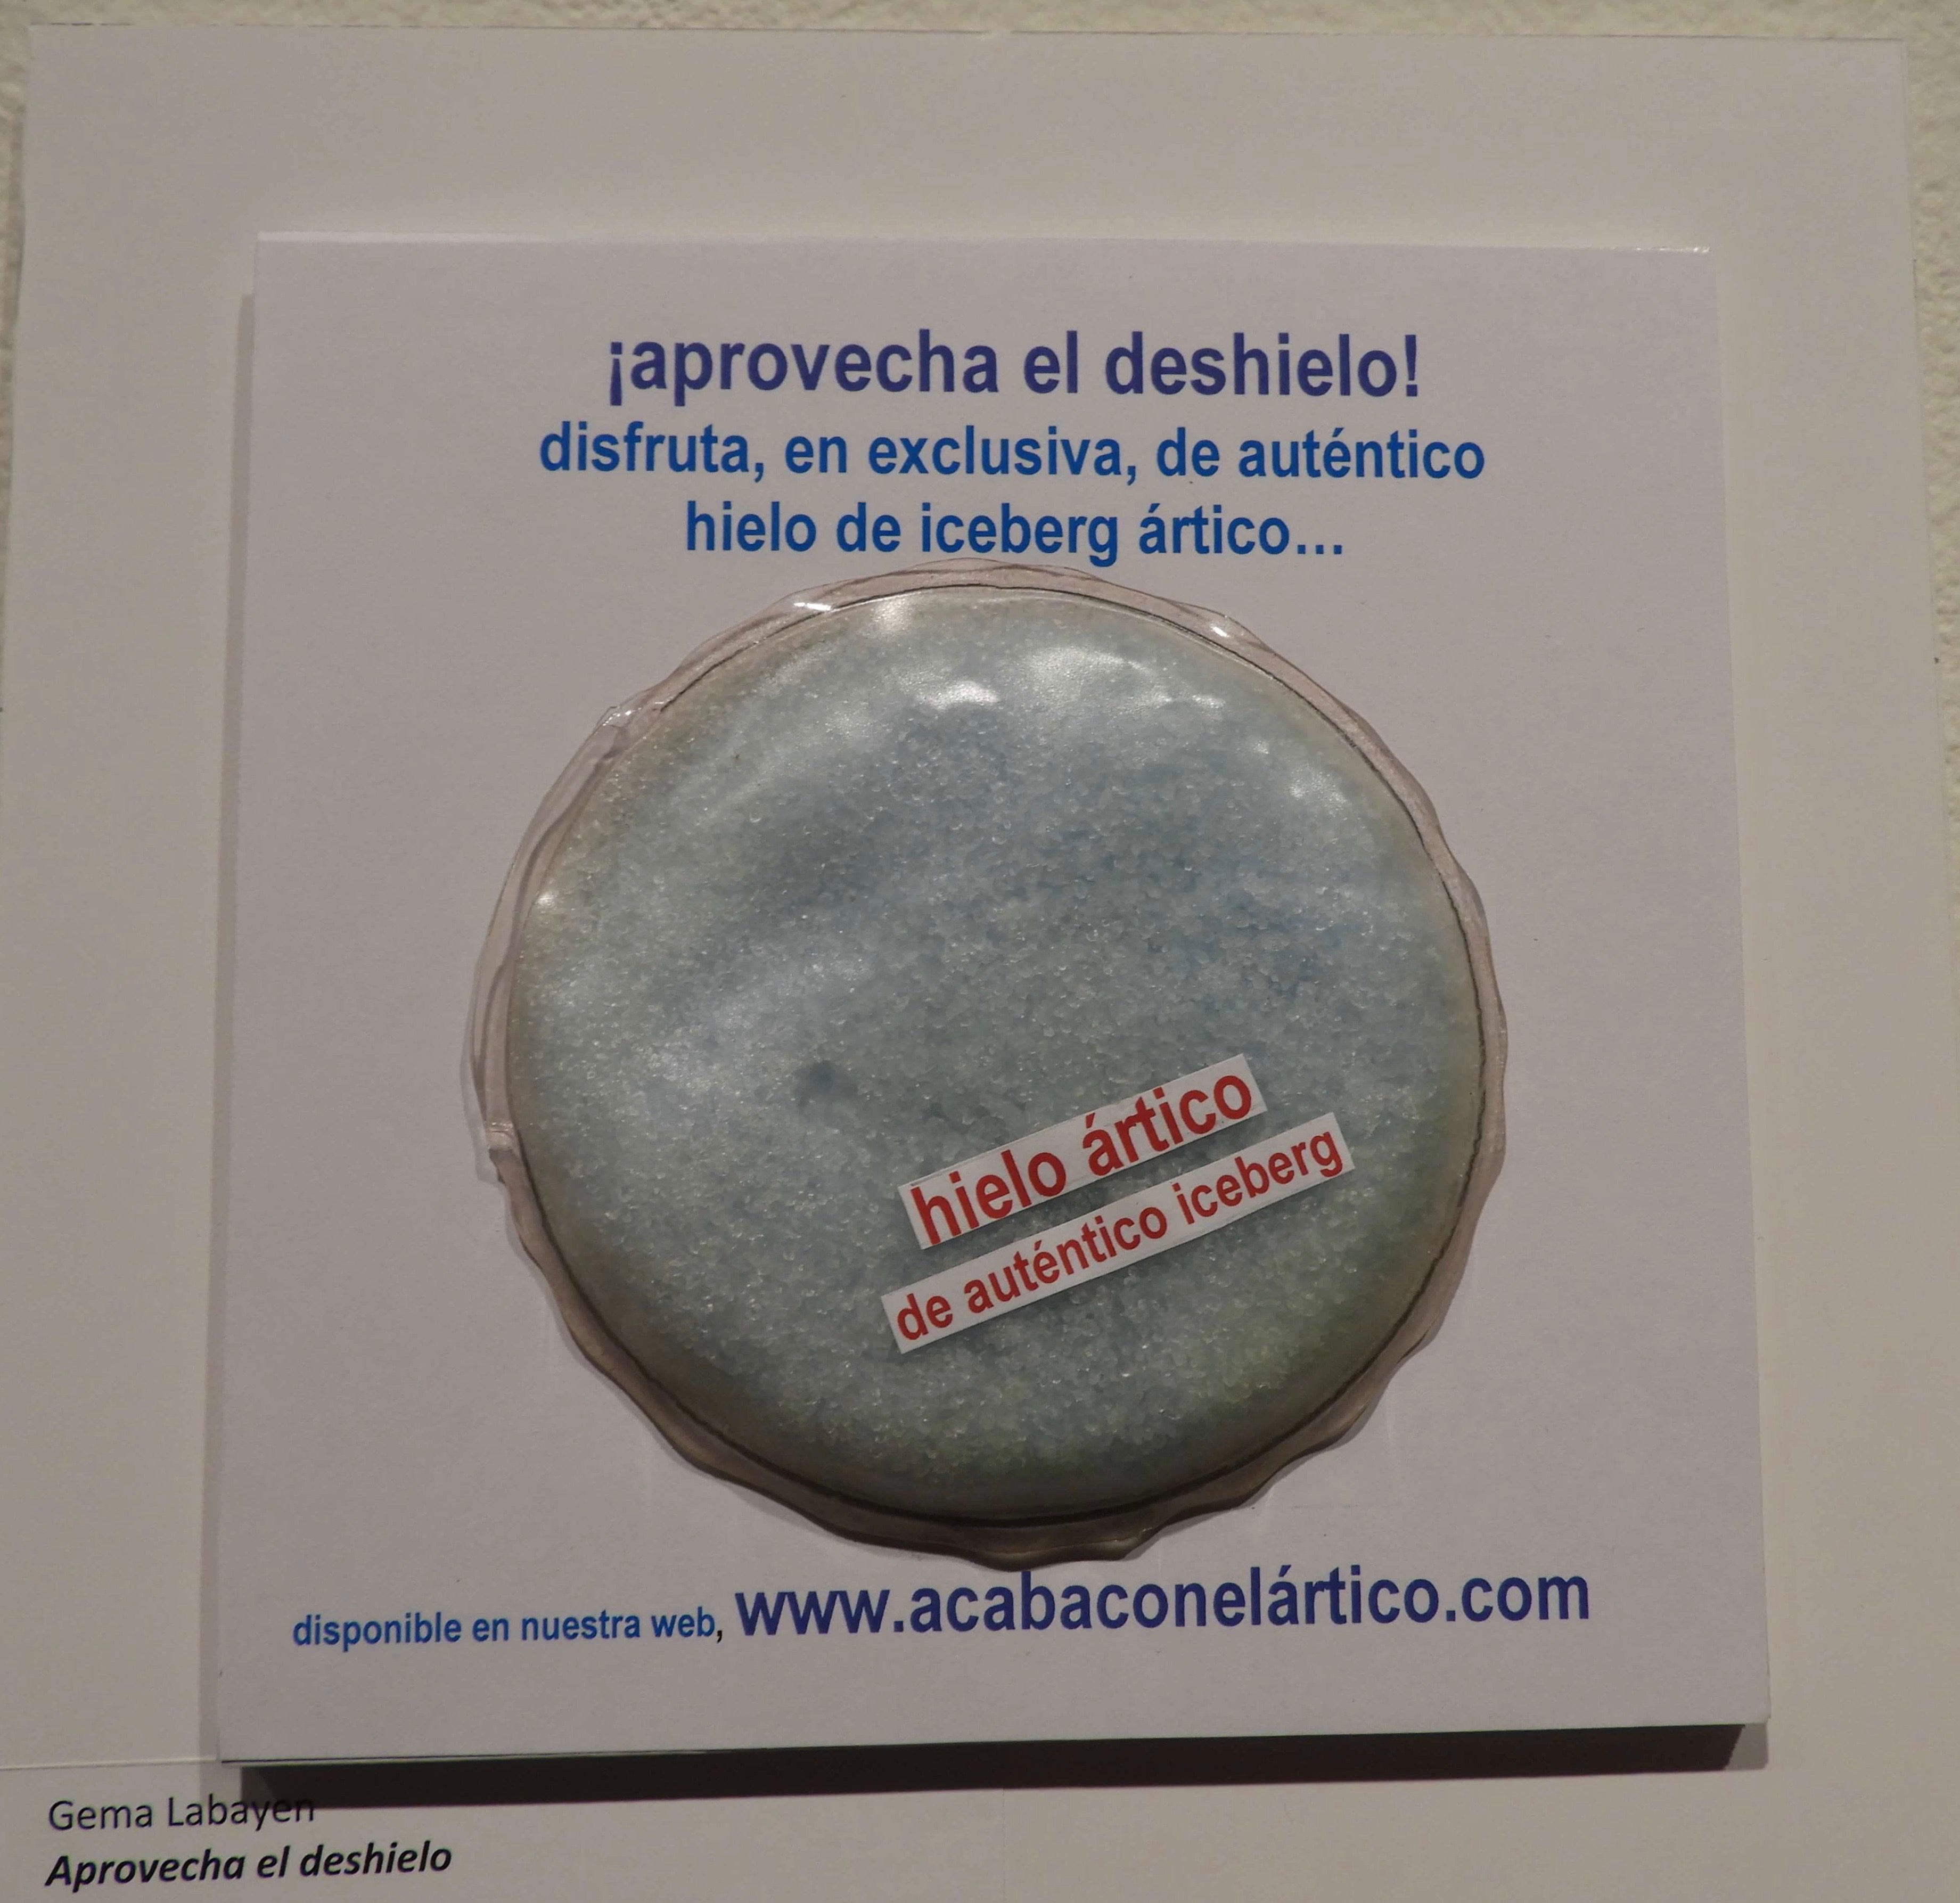 ¡aprovecha el deshielo!
disfruta, en exclusiva, de auténtico
hielo de iceberg ártico...
hielo ártico
de auténtico iceberg
disponible en nuestra web, www.acabaconelártico.com
Gema Labayen
Aprovecha el deshielo